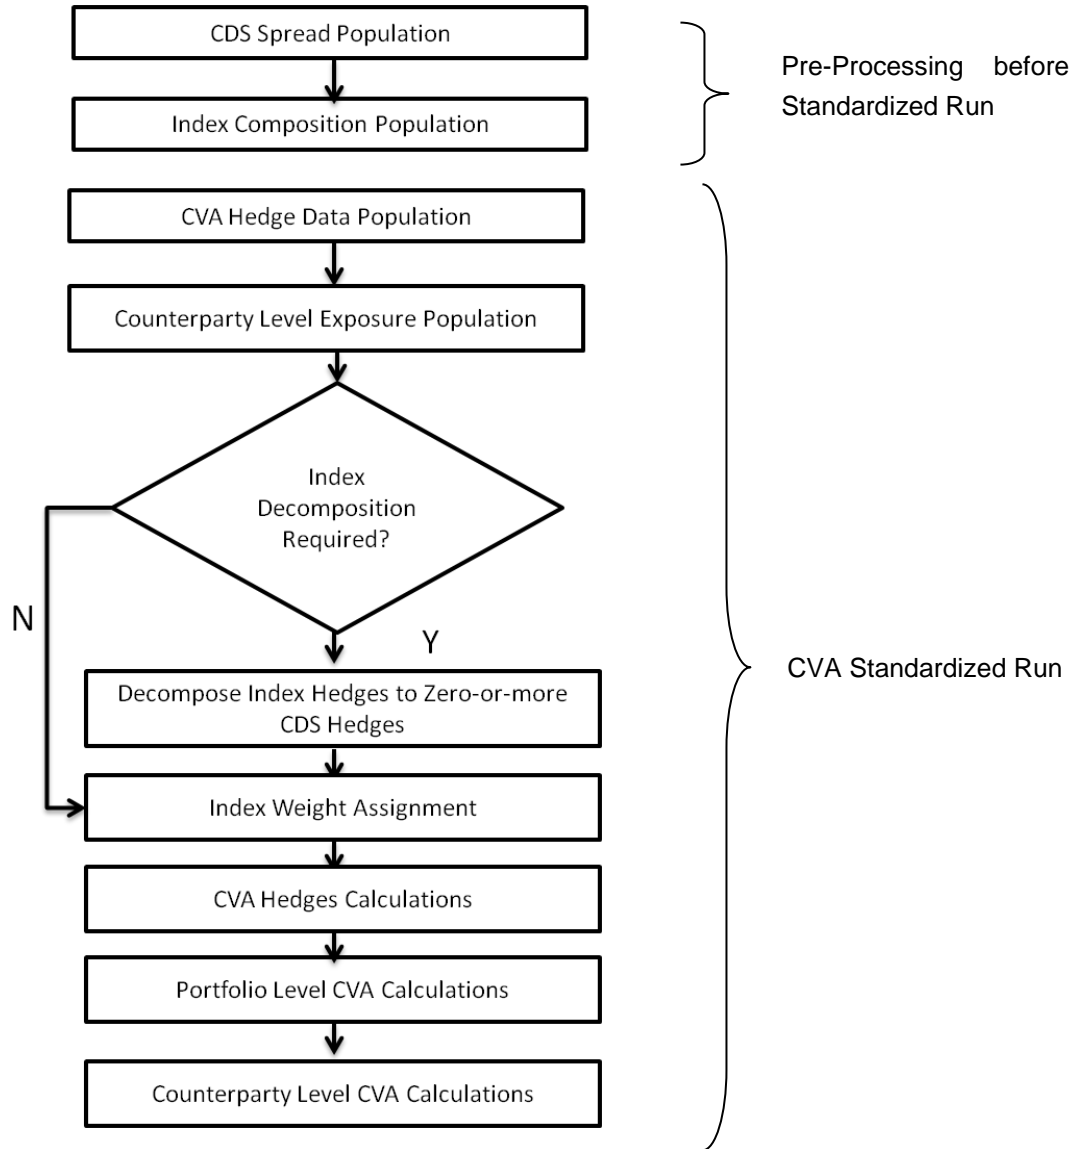 CDS Spread Population
Index Composition Population
Pre-Processing before
Standardized Run
CVA Hedge Data Population
Counterparty Level Exposure Population
Index
Decomposition
Required?
N
Y
Decompose Index Hedges to Zero-or-more
CDS Hedges
Index Weight Assignment
CVA Hedges Calculations
Portfolio Level CVA Calculations
Counterparty Level CVA Calculations
CVA Standardized Run